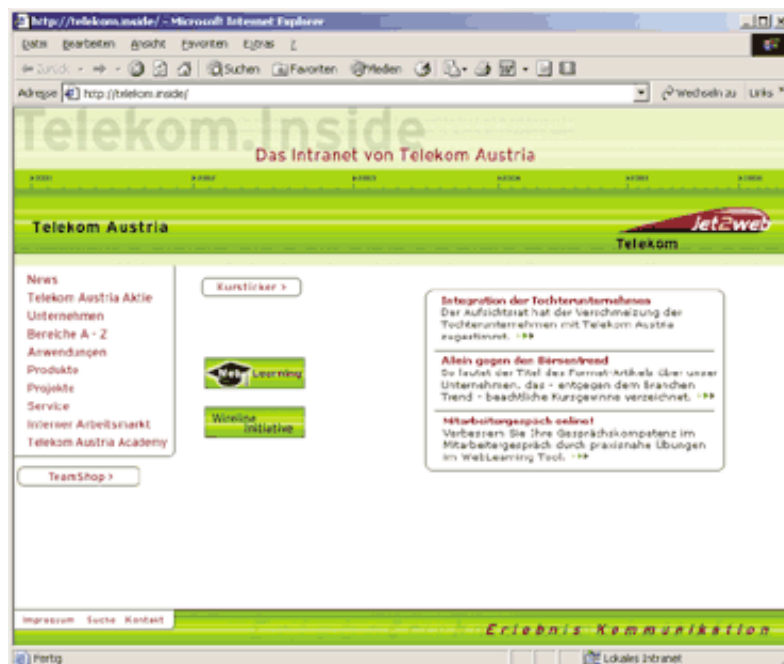 http://telekom.inside/ - Microsoft Internet Explorer
Datei Bearbeiten Ansicht Favoriten Extras ?
Zurück Suchen Favoriten Medien
Adresse http://telekom.inside/ Wechseln zu Links
Telekom.Inside
Das Intranet von Telekom Austria
Telekom Austria
Jet2web
Telekom
News
Telekom Austria Aktie
Unternehmen
Bereiche A - Z
Anwendungen
Produkte
Projekte
Service
Interner Arbeitsmarkt
Telekom Austria Academy
TeamShop >
Kursticker >
Web Learning
Wireline
Initiative
Integration der Tochterunternehmen
Der Aufsichtsrat hat der Verschmelzung der
Tochterunternehmen mit Telekom Austria
zugestimmt.
Allein gegen den Börsentrend
So lautet der Titel des Format-Artikels über unser
Unternehmen, das - entgegen dem Branchen
Trend - beachtliche Kursgewinne verzeichnet.
Mitarbeitergespräch online!
Verbessern Sie Ihre Gesprächskompetenz im
Mitarbeitergespräch durch praxisnahe Übungen
im WebLearning Tool.
Impressum Suche Kontakt
Erlebnis Kommunikation
Fertig Lokales Intranet